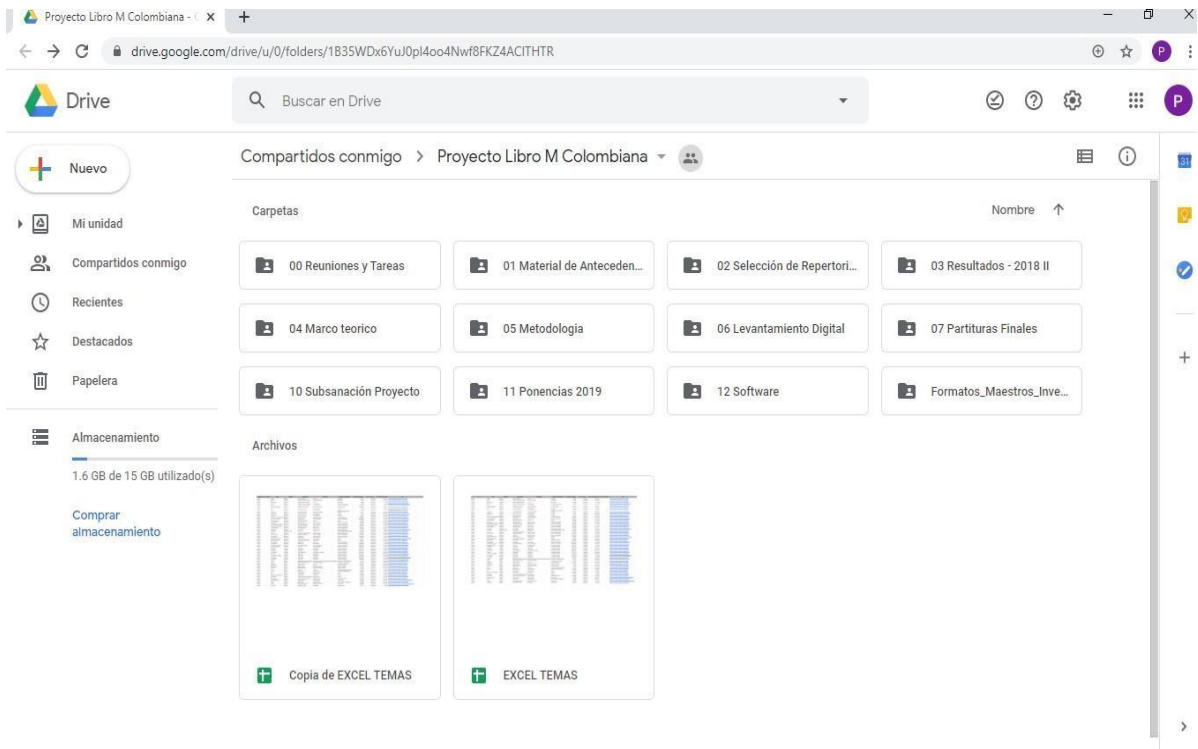 Proyecto Libro M Colombiana -
drive.google.com/drive/u/0/folders/1B35WDx6YuJ0pI4oo4Nwf8FKZ4ACITHTR
P
Drive
Buscar en Drive
P
Nuevo
Compartidos conmigo > Proyecto Libro M Colombiana
31
Mi unidad
Compartidos conmigo
Recientes
Destacados
Papelera
Almacenamiento
1.6 GB de 15 GB utilizado(s)
Comprar
almacenamiento
Carpetas
Nombre
00 Reuniones y Tareas
01 Material de Anteceden...
02 Selección de Repertori...
03 Resultados - 2018 II
04 Marco teorico
05 Metodologia
06 Levantamiento Digital
07 Partituras Finales
10 Subsanación Proyecto
11 Ponencias 2019
12 Software
Formatos_Maestros_Inve...
Archivos
Copia de EXCEL TEMAS
EXCEL TEMAS